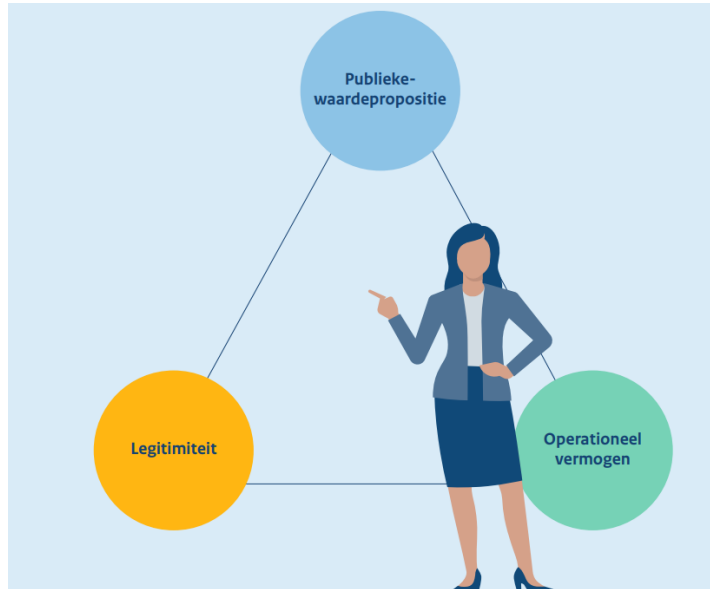 Publieke-
waardepropositie
Legitimiteit
Operationeel
vermogen